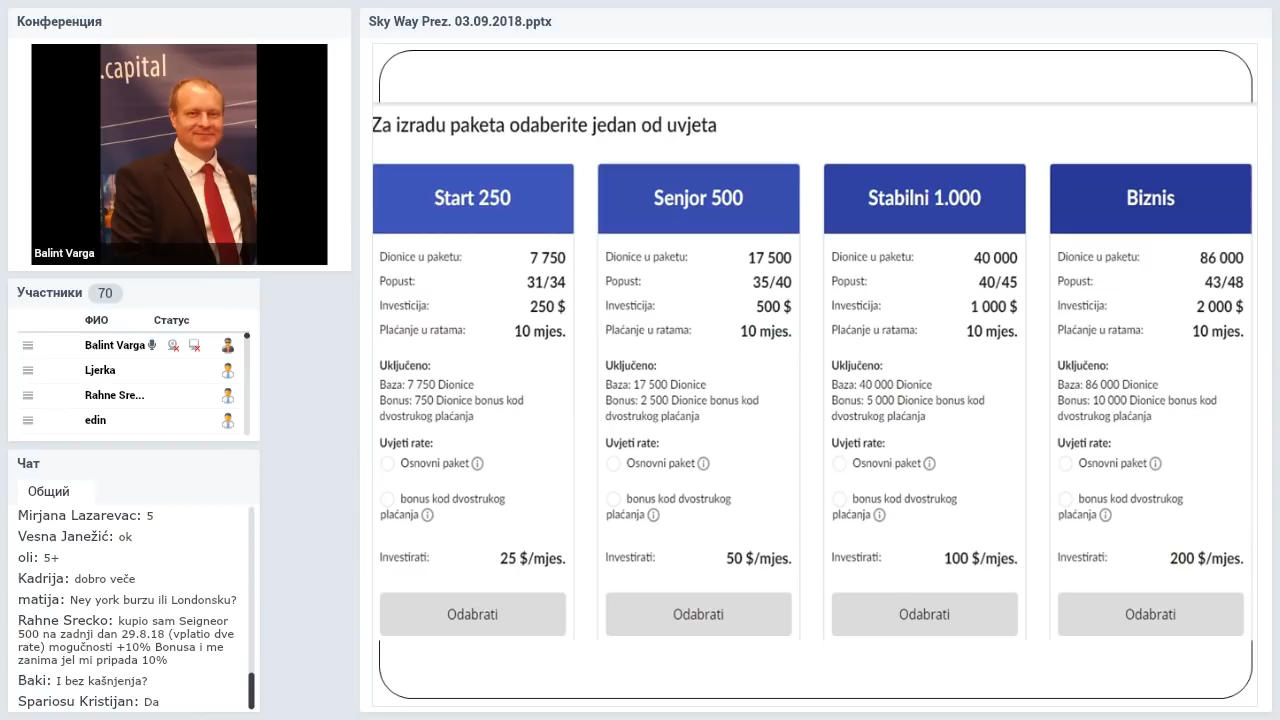 Конференция
.capital
Balint Varga
Участники 70
ФИО Статус
Balint Varga
Ljerka
Rahne Sre...
edin
Чат
Общий
Mirjana Lazarevac: 5
Vesna Janežić: ok
oli: 5+
Kadrija: dobro veče
matija: Ney york burzu ili Londonsku?
Rahne Srecko: kupio sam Seigneor
500 na zadnji dan 29.8.18 (vplatio dve
rate) mogučnosti +10% Bonusa i me
zanima jel mi pripada 10%
Baki: I bez kašnjenja?
Spariosu Kristijan: Da
Sky Way Prez. 03.09.2018.pptx
Za izradu paketa odaberite jedan od uvjeta
Start 250
Dionice u paketu: 7 750
Popust: 31/34
Investicija: 250 $
Plaćanje u ratama: 10 mjes.
Uključeno:
Baza: 7 750 Dionice
Bonus: 750 Dionice bonus kod
dvostrukog plaćanja
Uvjeti rate:
Osnovni paket
bonus kod dvostrukog
plaćanja
Investirati: 25 $/mjes.
Odabrati
Senjor 500
Dionice u paketu: 17 500
Popust: 35/40
Investicija: 500 $
Plaćanje u ratama: 10 mjes.
Uključeno:
Baza: 17 500 Dionice
Bonus: 2 500 Dionice bonus kod
dvostrukog plaćanja
Uvjeti rate:
Osnovni paket
bonus kod dvostrukog
plaćanja
Investirati: 50 $/mjes.
Odabrati
Stabilni 1.000
Dionice u paketu: 40 000
Popust: 40/45
Investicija: 1 000 $
Plaćanje u ratama: 10 mjes.
Uključeno:
Baza: 40 000 Dionice
Bonus: 5 000 Dionice bonus kod
dvostrukog plaćanja
Uvjeti rate:
Osnovni paket
bonus kod dvostrukog
plaćanja
Investirati: 100 $/mjes.
Odabrati
Biznis
Dionice u paketu: 86 000
Popust: 43/48
Investicija: 2 000 $
Plaćanje u ratama: 10 mjes.
Uključeno:
Baza: 86 000 Dionice
Bonus: 10 000 Dionice bonus kod
dvostrukog plaćanja
Uvjeti rate:
Osnovni paket
bonus kod dvostrukog
plaćanja
Investirati: 200 $/mjes.
Odabrati